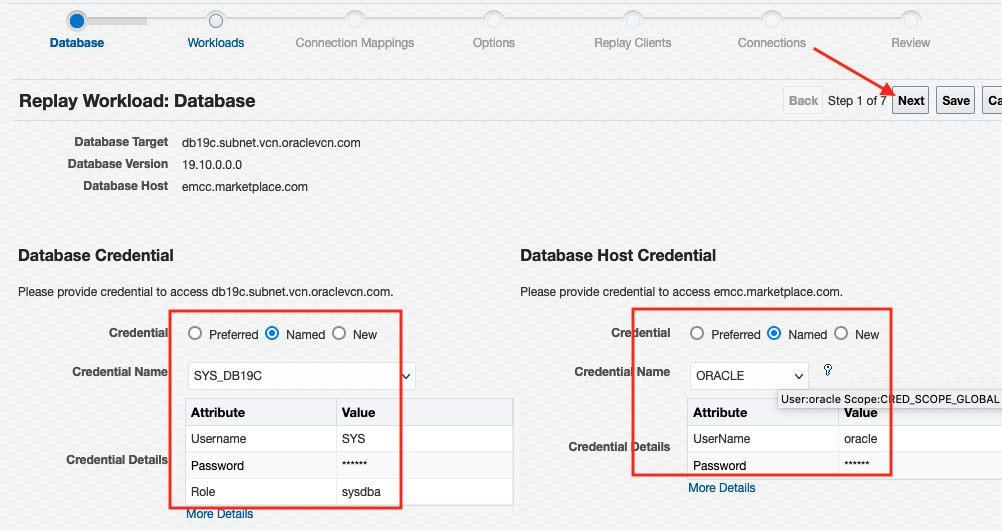 Database Workloads Connection Mappings Options Replay Clients Connections Review
Replay Workload: Database
Back Step 1 of 7 Next Save Ca
Database Target db19c.subnet.vcn.oraclevcn.com
Database Version 19.10.0.0.0
Database Host emcc.marketplace.com
Database Credential
Please provide credential to access db19c.subnet.vcn.oraclevcn.com.
Credential Preferred Named New
Credential Name SYS_DB19C
Credential Details
Attribute Value
Username SYS
Password ******
Role sysdba
More Details
Database Host Credential
Please provide credential to access emcc.marketplace.com.
Credential Preferred Named New
Credential Name ORACLE
User:oracle Scope:CRED_SCOPE_GLOBAL
Credential Details
Attribute Value
UserName oracle
Password ******
More Details